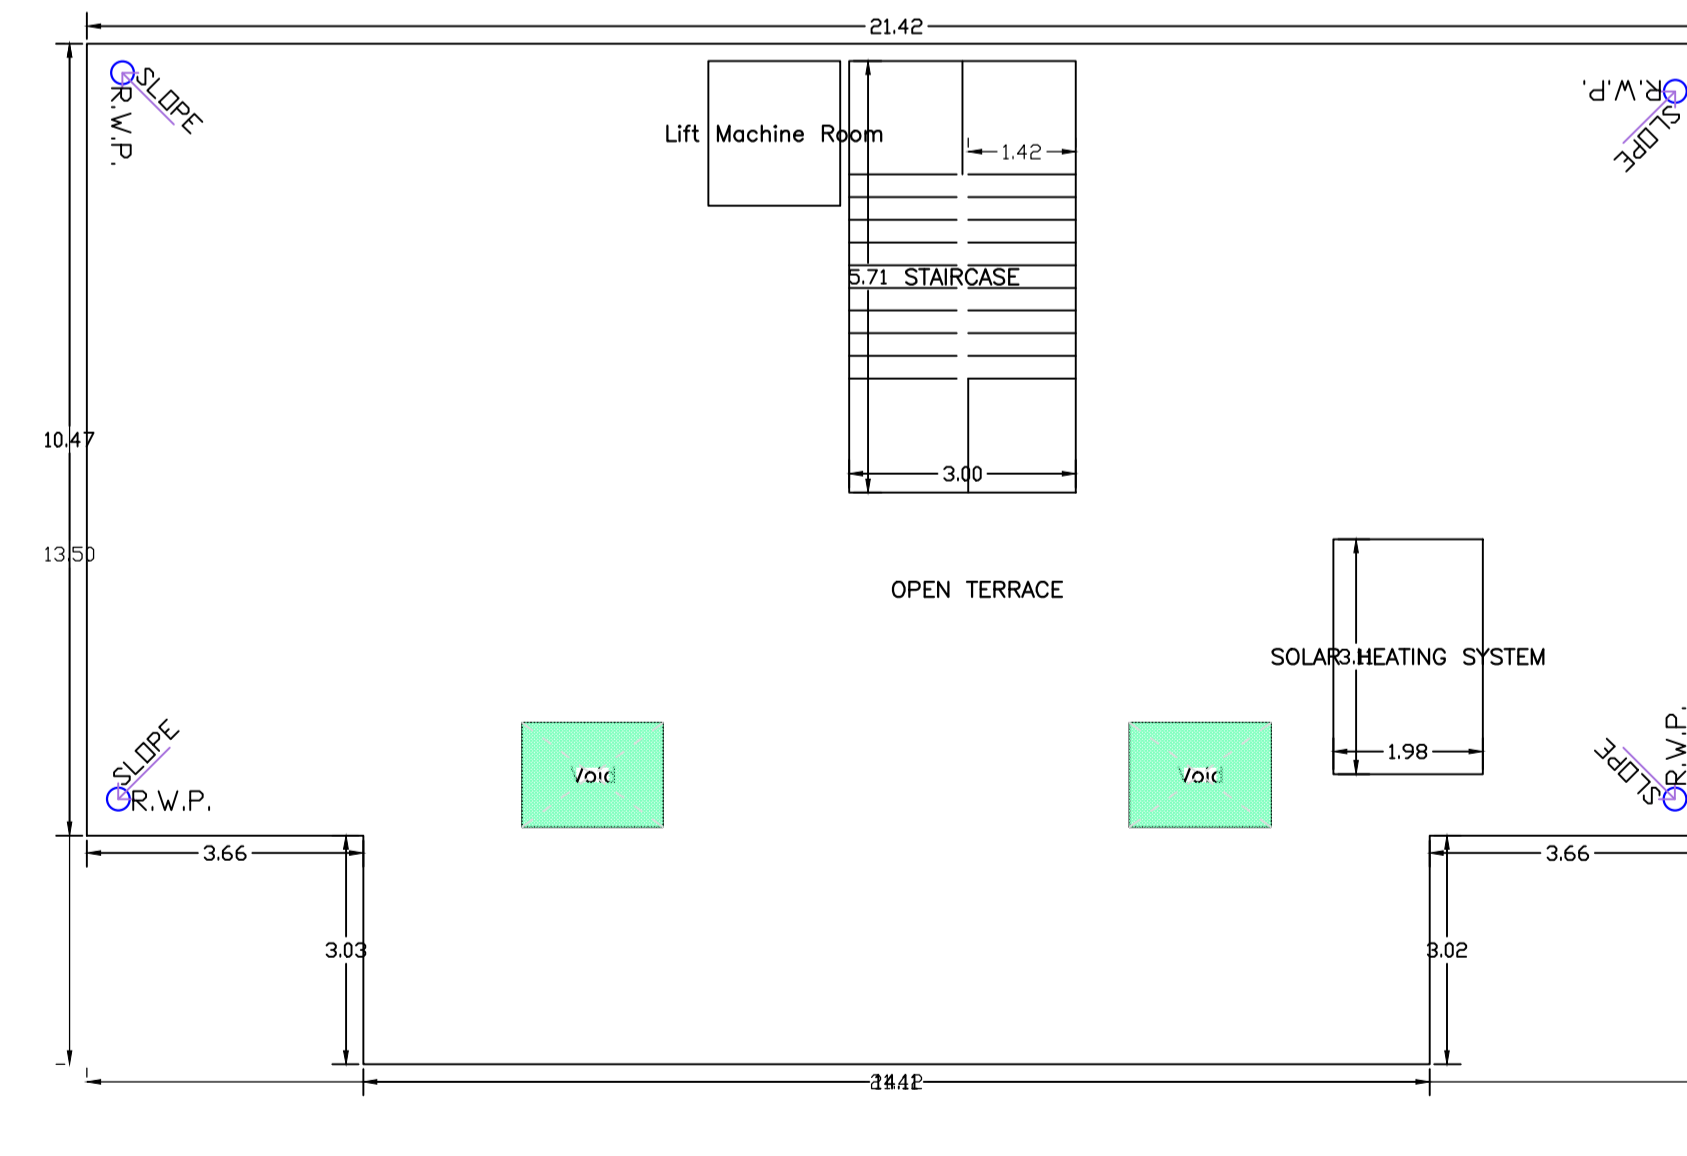 21.42
SLOPE
R.W.P.
R.W.P.
SLOPE
Lift Machine Room
1.42
5.71
STAIRCASE
10.47
3.00
13.50
OPEN TERRACE
SOLAR HEATING SYSTEM
SLOPE
R.W.P.
Void
Void
1.98
SLOPE
R.W.P.
3.66
3.66
3.03
3.02